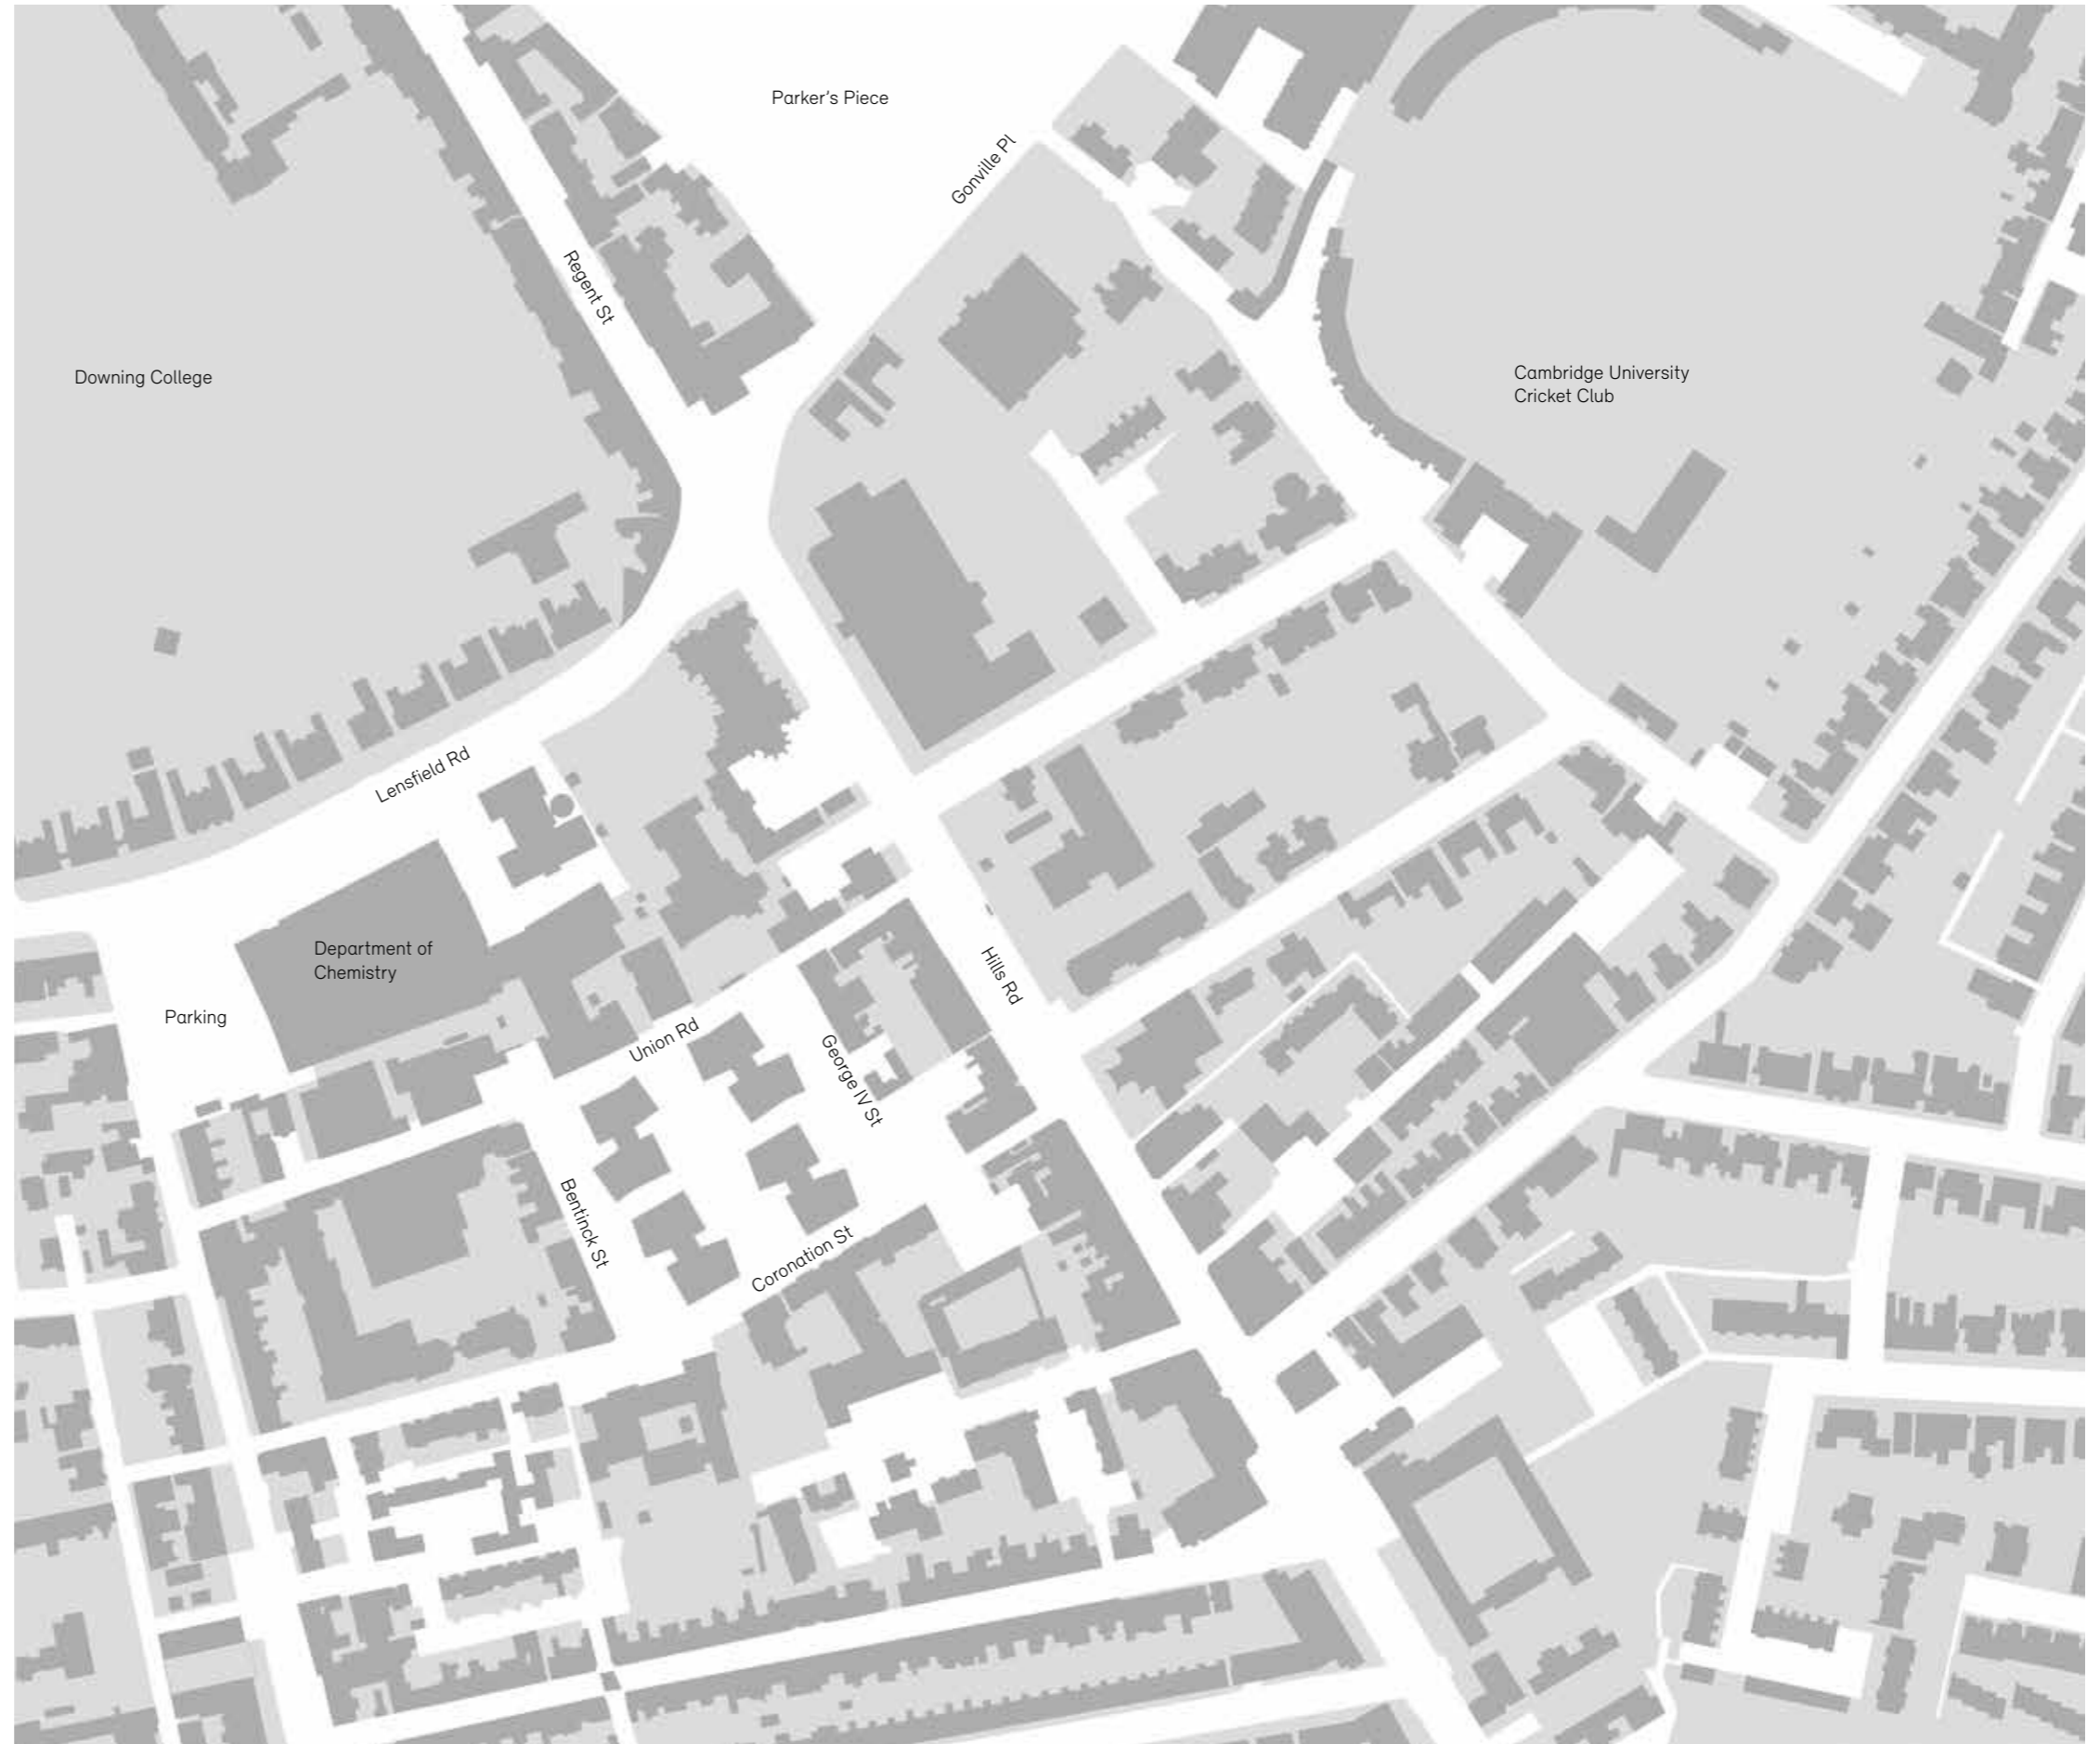 Parker's Piece
Gonville Pl
Regent St
Downing College
Cambridge University
Cricket Club
Lensfield Rd
Department of
Chemistry
Hills Rd
Parking
Union Rd
George IV St
Bentinck St
Coronation St